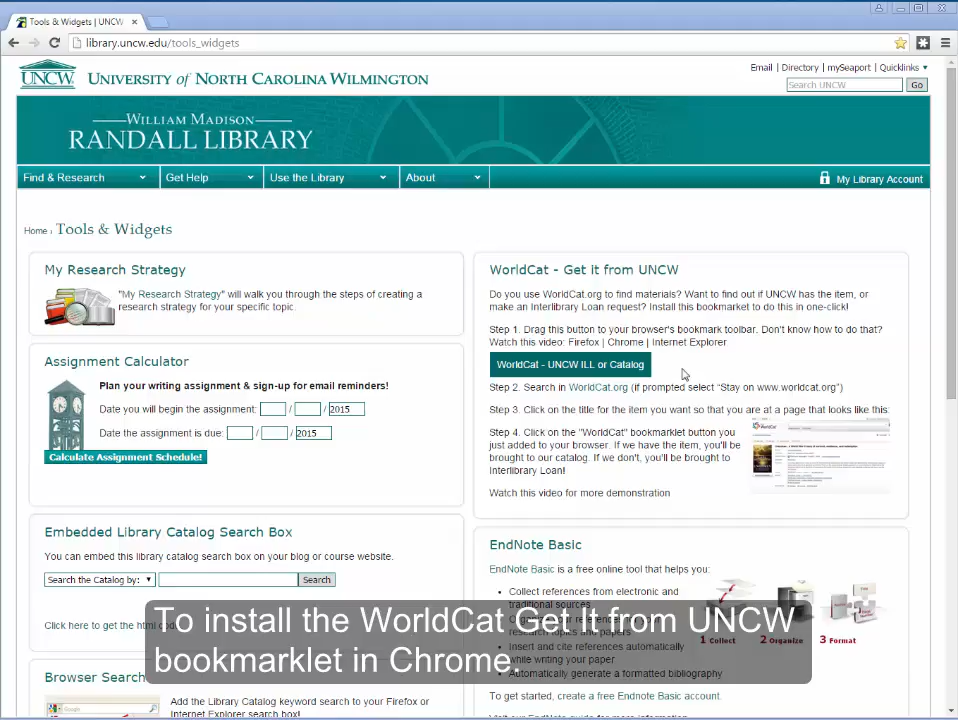 Tools & Widgets | UNCW
library.uncw.edu/tools_widgets
UNCW UNIVERSITY of NORTH CAROLINA WILMINGTON
Email | Directory | mySeaport | Quicklinks
Search UNCW Go
WILLIAM MADISON
RANDALL LIBRARY
Find & Research Get Help Use the Library About My Library Account
Home › Tools & Widgets
My Research Strategy
"My Research Strategy" will walk you through the steps of creating a
research strategy for your specific topic.
Assignment Calculator
Plan your writing assignment & sign-up for email reminders!
Date you will begin the assignment: / / 2015
Date the assignment is due: / / 2015
Calculate Assignment Schedule!
Embedded Library Catalog Search Box
You can embed this library catalog search box on your blog or course website.
Search the Catalog by: Search
Click here to get the html code
Browser Search
Add the Library Catalog keyword search to your Firefox or
Internet Explorer search box!
WorldCat - Get it from UNCW
Do you use WorldCat.org to find materials? Want to find out if UNCW has the item, or
make an Interlibrary Loan request? Install this bookmarket to do this in one-click!
Step 1. Drag this button to your browser's bookmark toolbar. Don't know how to do that?
Watch this video: Firefox | Chrome | Internet Explorer
WorldCat - UNCW ILL or Catalog
Step 2. Search in WorldCat.org (if prompted select "Stay on www.worldcat.org")
Step 3. Click on the title for the item you want so that you are at a page that looks like this:
Step 4. Click on the "WorldCat" bookmarklet button you
just added to your browser. If we have the item, you'll be
brought to our catalog. If we don't, you'll be brought to
Interlibrary Loan!
Watch this video for more demonstration
EndNote Basic
EndNote Basic is a free online tool that helps you:
• Collect references from electronic and
traditional sources
• Organize your references for your
research topics and papers
• Insert and cite references automatically
while writing your paper
• Automatically generate a formatted bibliography
1 Collect 2 Organize 3 Format
To get started, create a free Endnote Basic account.
Visit our EndNote guide for more information
To install the WorldCat Get It from UNCW
bookmarklet in Chrome.